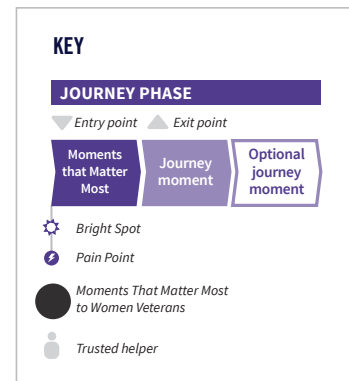 KEY
JOURNEY PHASE
Entry point Exit point
Moments
that Matter
Most
Journey
moment
Optional
journey
moment
Bright Spot
Pain Point
Moments That Matter Most
to Women Veterans
Trusted helper